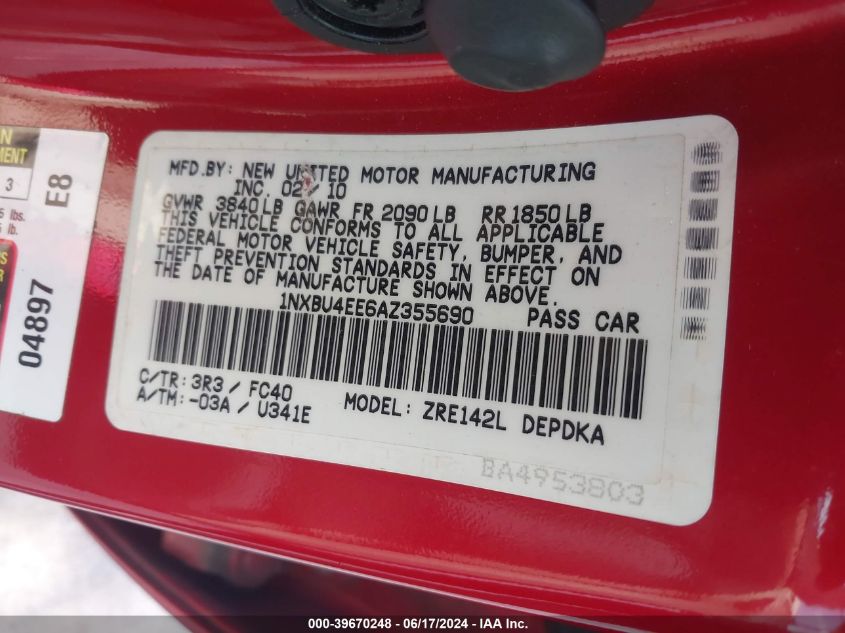 MFD.BY: NEW UNITED MOTOR MANUFACTURING
INC. 02/10
GVWR 3840 LB GAWR FR 2090 LB RR 1850 LB
THIS VEHICLE CONFORMS TO ALL APPLICABLE
FEDERAL MOTOR VEHICLE SAFETY, BUMPER, AND
THEFT PREVENTION STANDARDS IN EFFECT ON
THE DATE OF MANUFACTURE SHOWN ABOVE.
1NXBU4EE6AZ355690 PASS CAR
C/TR: 3R3 / FC40
A/TM: -03A / U341E
MODEL: ZRE142L DEPDKA
BA4953803
3
E8
04897
000-39670248 - 06/17/2024 - IAA Inc.